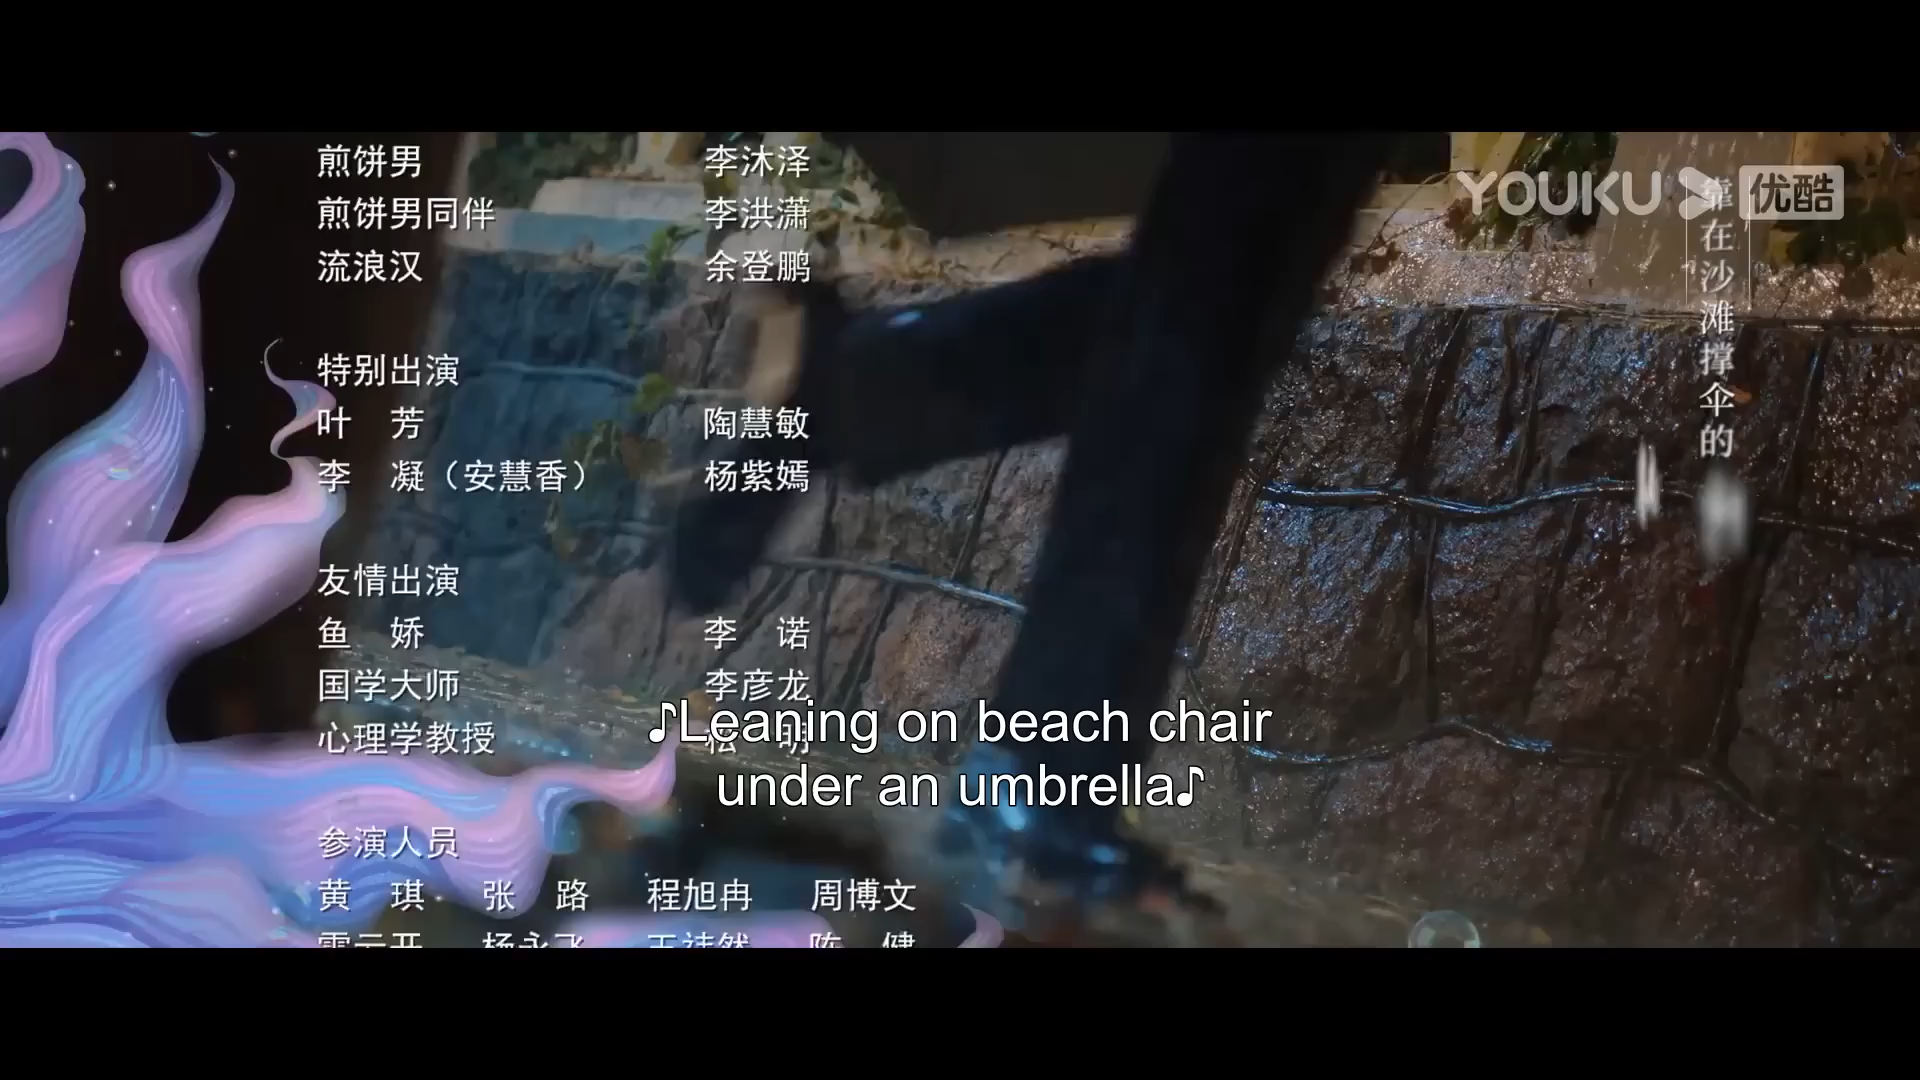 煎饼男 李沐泽
煎饼男同伴 李洪潇
流浪汉 余登鹏
特别出演
叶 芳 陶慧敏
李 凝（安慧香） 杨紫嫣
友情出演
鱼 娇 李 诺
国学大师 李彦龙
心理学教授
参演人员
黄 琪 张 路 程旭冉 周博文
YOUKU 优酷
靠在沙滩撑伞的
♪Leaning on beach chair
under an umbrella♪